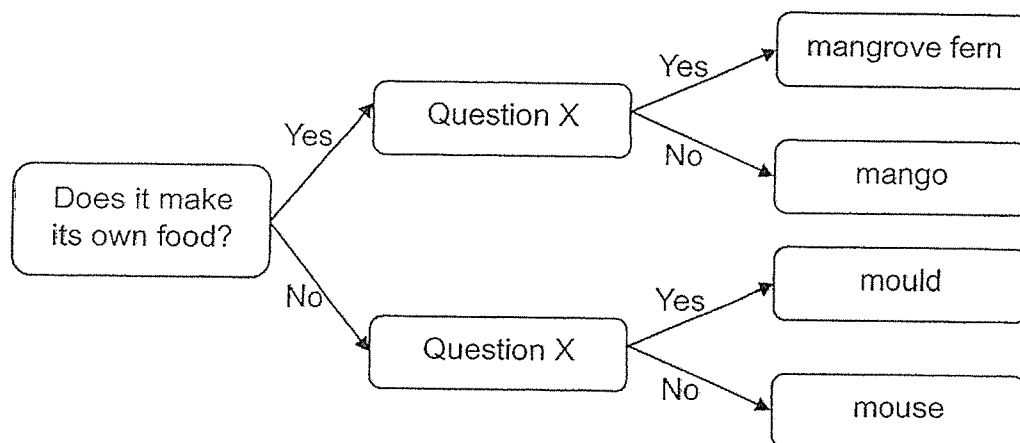 Does it make
its own food?
Yes
No
Question X
Yes
No
mangrove fern
mango
Question X
Yes
No
mould
mouse